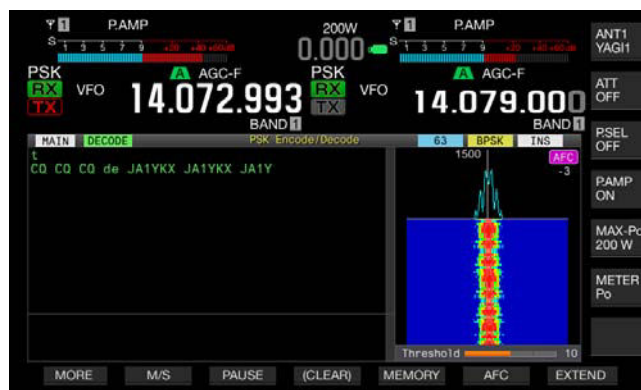 1 P.AMP 200W 1 P.AMP ANT1
YAGI1
S 1 3 5 7 9 +20 +40 +60dB 0.000 S 1 3 5 7 9 +20 +40 +60dB
PSK A AGC-F PSK A AGC-F ATT
OFF
RX VFO 14.072.993 RX VFO 14.079.000
TX TX
BAND 1 BAND 1 P.SEL
OFF
MAIN DECODE PSK Encode/Decode 63 BPSK INS
t 1500 AFC
CQ CQ CQ de JA1YKX JA1YKX JA1Y -3
P.AMP
ON
MAX-Po
200 W
METER
Po
Threshold 10
MORE M/S PAUSE (CLEAR) MEMORY AFC EXTEND